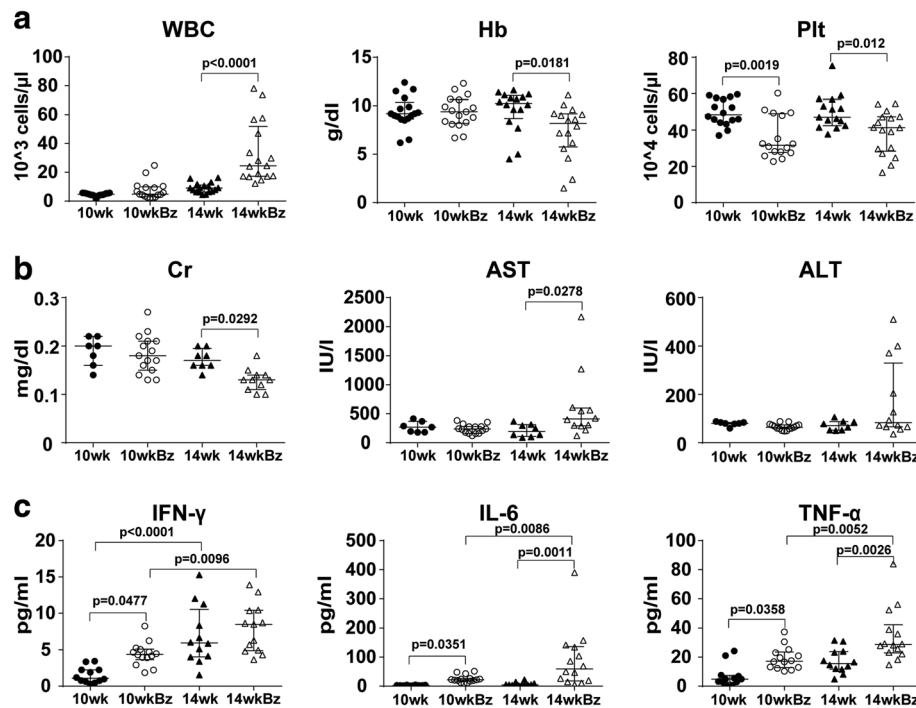 a
WBC Hb Plt
p<0.0001 p=0.0181 p=0.0019 p=0.012
10^3 cells/µl
100
80
60
40
20
0
10wk 10wkBz 14wk 14wkBz
g/dl
15
10
5
0
10wk 10wkBz 14wk 14wkBz
10^4 cells/µl
80
60
40
20
0
10wk 10wkBz 14wk 14wkBz
b
Cr AST ALT
p=0.0292 p=0.0278
mg/dl
0.3
0.2
0.1
0
10wk 10wkBz 14wk 14wkBz
IU/l
2500
2000
1500
1000
500
0
10wk 10wkBz 14wk 14wkBz
IU/l
600
400
200
0
10wk 10wkBz 14wk 14wkBz
c
IFN-γ IL-6 TNF-α
p<0.0001
p=0.0096
p=0.0477
pg/ml
20
15
10
5
0
10wk 10wkBz 14wk 14wkBz
p=0.0086
p=0.0011
p=0.0351
pg/ml
500
400
300
200
100
0
10wk 10wkBz 14wk 14wkBz
p=0.0052
p=0.0026
p=0.0358
pg/ml
100
80
60
40
20
0
10wk 10wkBz 14wk 14wkBz